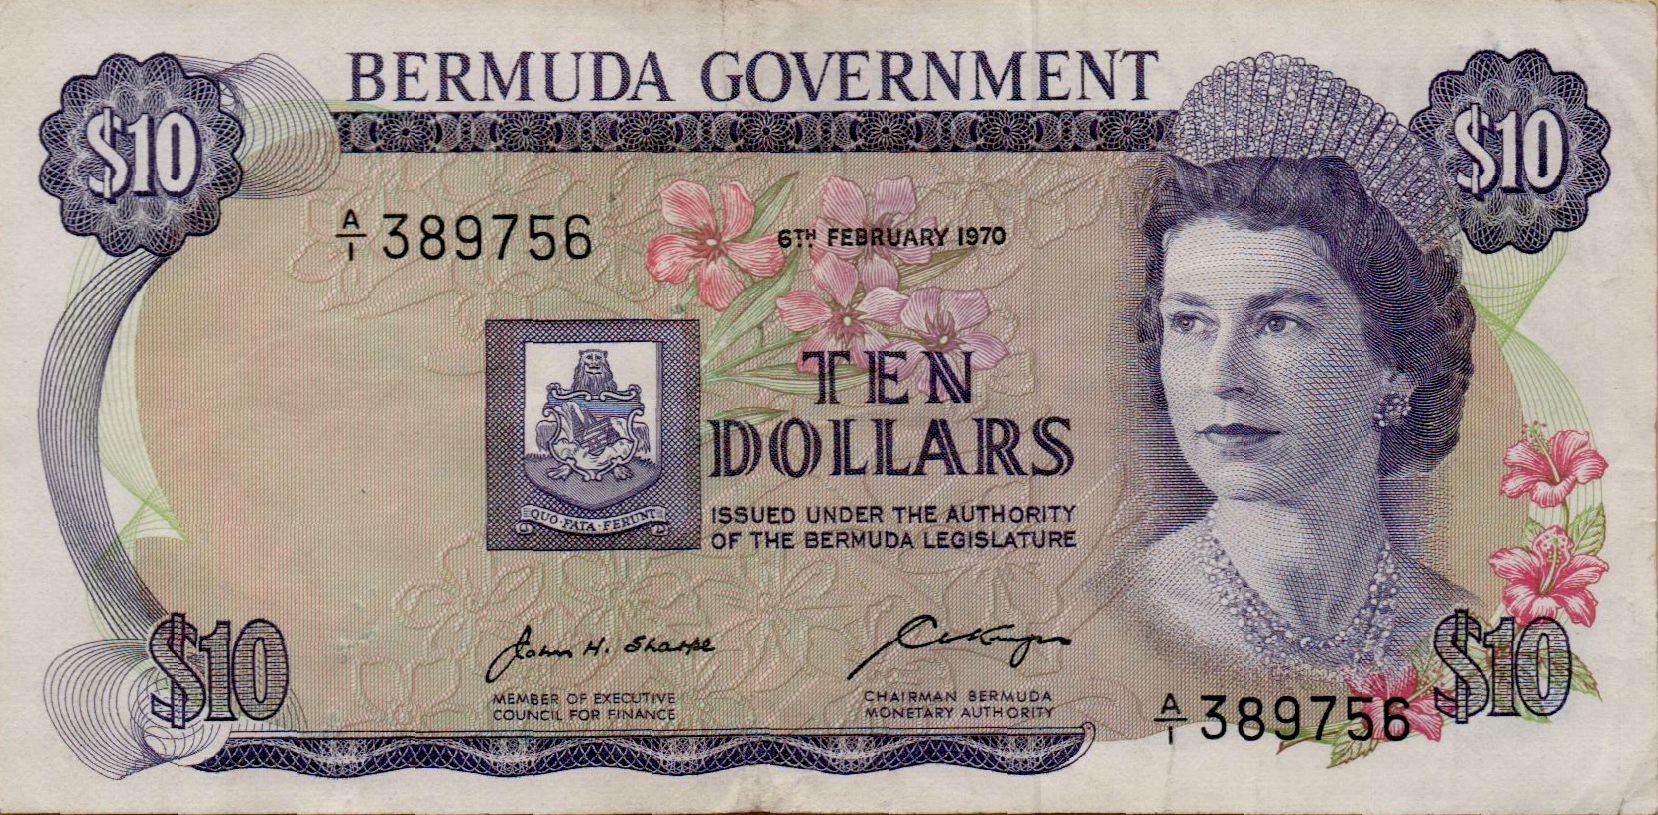 BERMUDA GOVERNMENT
$10
$10
A/1 389756
6TH FEBRUARY 1970
TEN
DOLLARS
QUO·FATA·FERUNT
ISSUED UNDER THE AUTHORITY
OF THE BERMUDA LEGISLATURE
John H. Sharpe
MEMBER OF EXECUTIVE
COUNCIL FOR FINANCE
CHAIRMAN BERMUDA
MONETARY AUTHORITY
$10
A/1 389756
$10